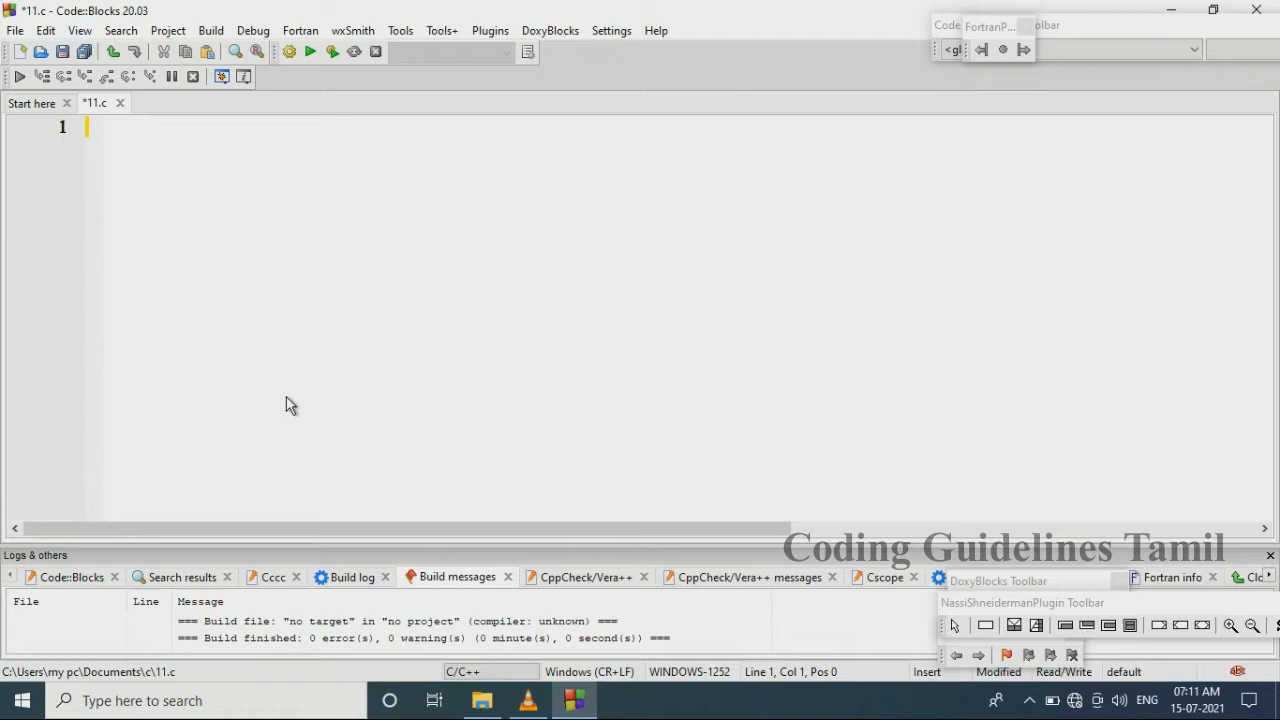 *11.c - Code::Blocks 20.03
File Edit View Search Project Build Debug Fortran wxSmith Tools Tools+ Plugins DoxyBlocks Settings Help
Code FortranP... olbar
<gl
Start here *11.c
1
Coding Guidelines Tamil
Logs & others
Code::Blocks Search results Cccc Build log Build messages CppCheck/Vera++ CppCheck/Vera++ messages Cscope DoxyBlocks Toolbar Fortran info Clo
File Line Message
NassiShneidermanPlugin Toolbar
=== Build file: "no target" in "no project" (compiler: unknown) ===
=== Build finished: 0 error(s), 0 warning(s) (0 minute(s), 0 second(s)) ===
C:\Users\my pc\Documents\c\11.c C/C++ Windows (CR+LF) WINDOWS-1252 Line 1, Col 1, Pos 0 Insert Modified Read/Write default
Type here to search
ENG
07:11 AM
15-07-2021